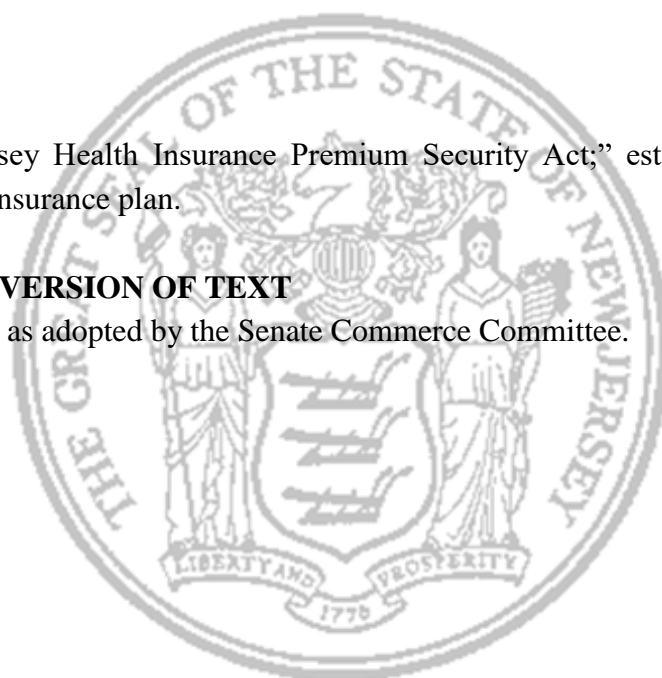 THE GREAT SEAL OF THE STATE OF NEW JERSEY
sey Health Insurance Premium Security Act;” est
nsurance plan.
VERSION OF TEXT
as adopted by the Senate Commerce Committee.
LIBERTY AND PROSPERITY
1776